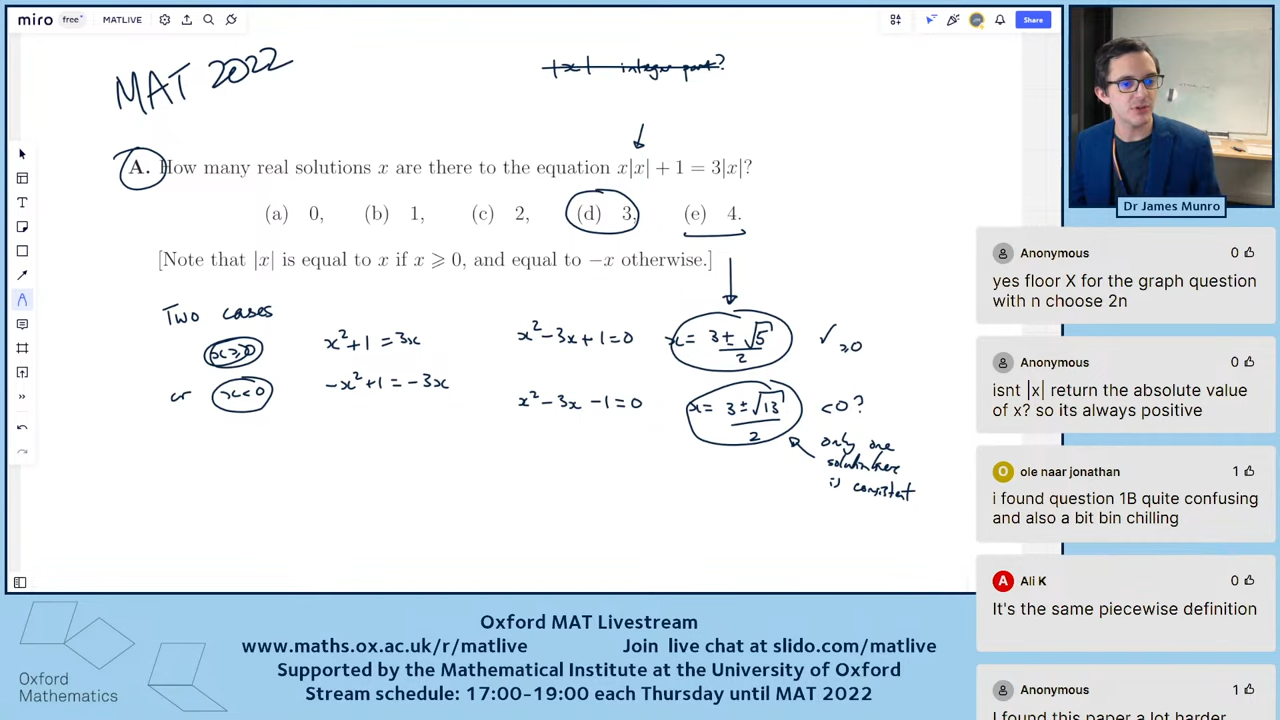 miro free MATLIVE Share
MAT 2022
|x| integer part?
A. How many real solutions x are there to the equation x|x| + 1 = 3|x|?
(a) 0, (b) 1, (c) 2, (d) 3, (e) 4.
[Note that |x| is equal to x if x ⩾ 0, and equal to −x otherwise.]
Two cases
x≥0 x²+1 = 3x x²−3x+1=0 x= 3±√5/2 ✓ ≥0
or x<0 −x²+1 = −3x x²−3x−1=0 x= 3±√13/2 <0?
only one
solution here
is consistent
Dr James Munro
Anonymous 0
yes floor X for the graph question
with n choose 2n
Anonymous 0
isnt |x| return the absolute value
of x? so its always positive
O ole naar jonathan 1
i found question 1B quite confusing
and also a bit bin chilling
A Ali K 0
It's the same piecewise definition
Anonymous 1
I found this paper a lot harder
Oxford
Mathematics
Oxford MAT Livestream
www.maths.ox.ac.uk/r/matlive Join live chat at slido.com/matlive
Supported by the Mathematical Institute at the University of Oxford
Stream schedule: 17:00-19:00 each Thursday until MAT 2022